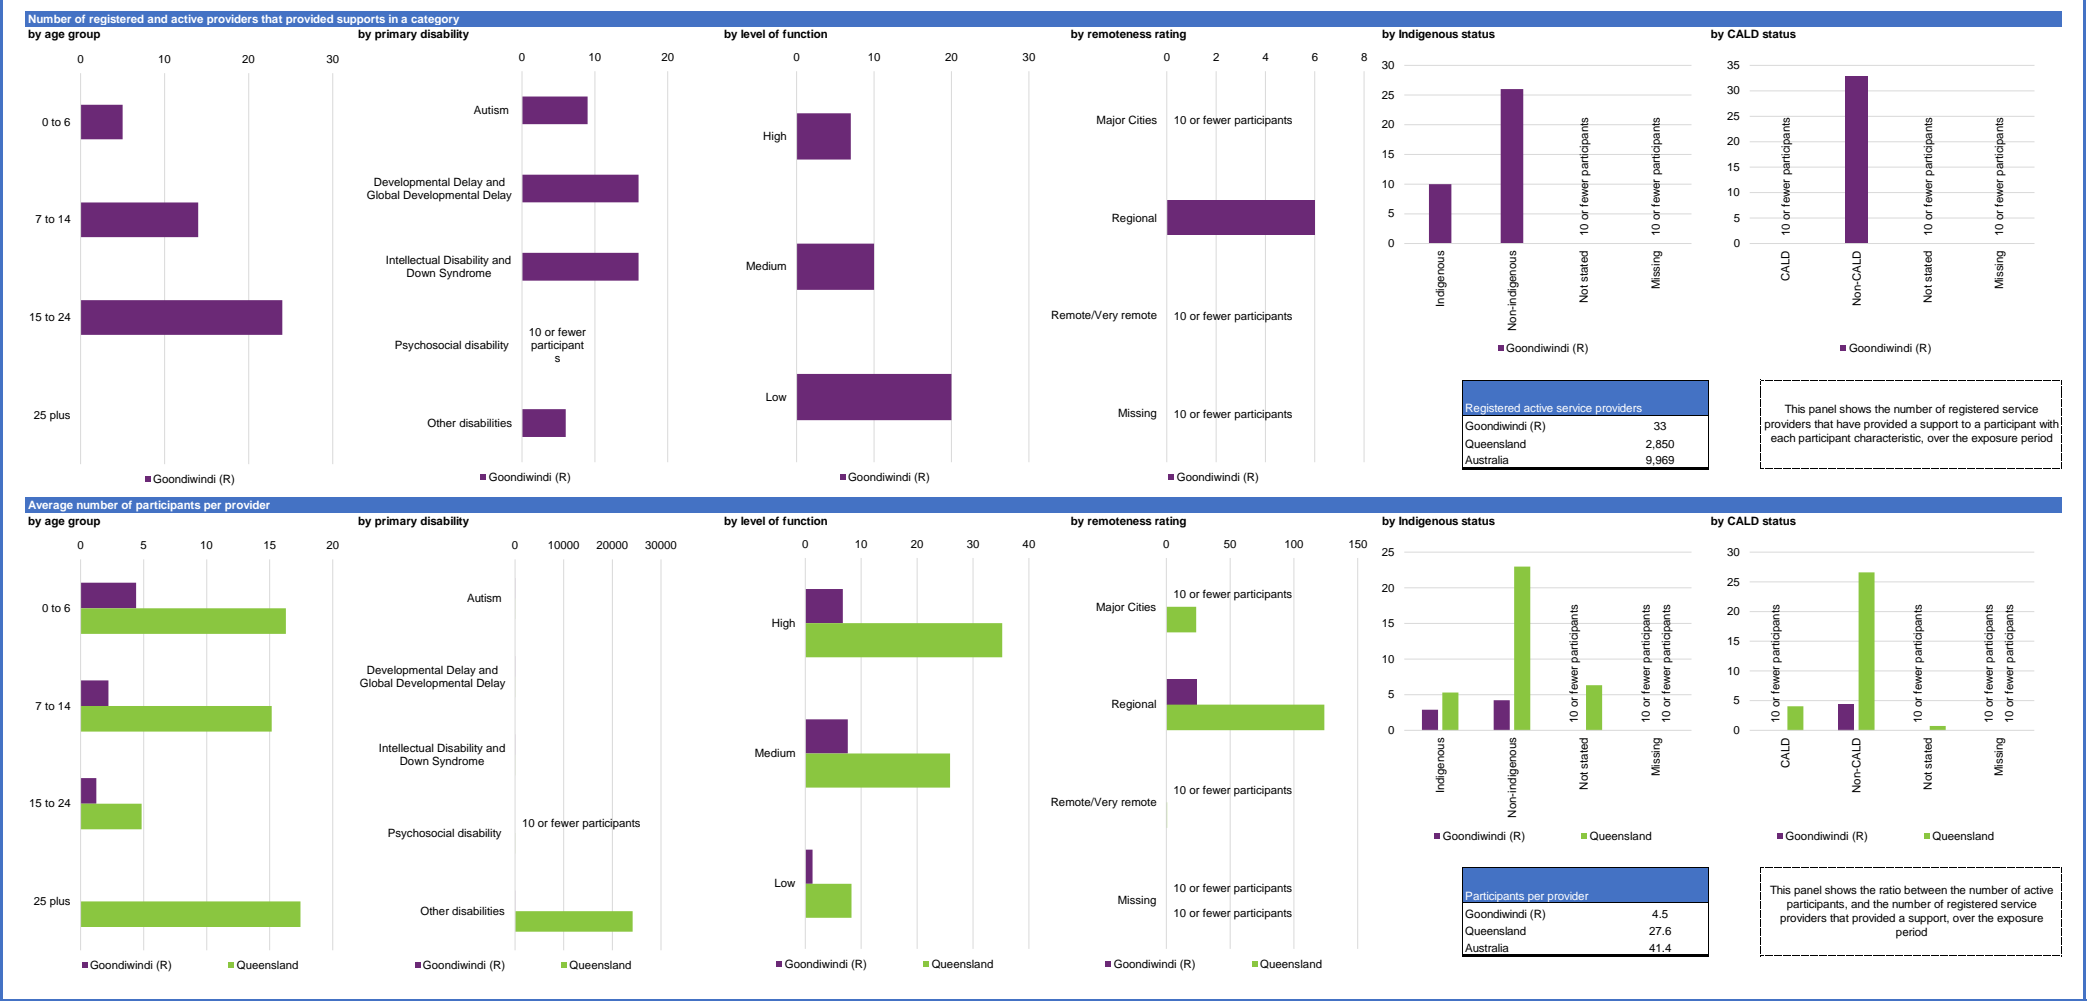 Number of registered and active providers that provided supports in a category
by age group
0 10 20 30
0 to 6
7 to 14
15 to 24
25 plus
Goondiwindi (R)
by primary disability
0 10 20
Autism
Developmental Delay and
Global Developmental Delay
Intellectual Disability and
Down Syndrome
Psychosocial disability
10 or fewer
participant
s
Other disabilities
Goondiwindi (R)
by level of function
0 10 20 30
High
Medium
Low
Goondiwindi (R)
by remoteness rating
0 2 4 6 8
Major Cities 10 or fewer participants
Regional
Remote/Very remote 10 or fewer participants
Missing 10 or fewer participants
Goondiwindi (R)
by Indigenous status
30
25
20
15
10
5
0
10 or fewer participants
10 or fewer participants
Indigenous
Non-indigenous
Not stated
Missing
Goondiwindi (R)
by CALD status
35
30
25
20
15
10
5
0
10 or fewer participants
10 or fewer participants
10 or fewer participants
CALD
Non-CALD
Not stated
Missing
Goondiwindi (R)
Registered active service providers
Goondiwindi (R) 33
Queensland 2,850
Australia 9,969
This panel shows the number of registered service
providers that have provided a support to a participant with
each participant characteristic, over the exposure period
Average number of participants per provider
by age group
0 5 10 15 20
0 to 6
7 to 14
15 to 24
25 plus
Goondiwindi (R) Queensland
by primary disability
0 10000 20000 30000
Autism
Developmental Delay and
Global Developmental Delay
Intellectual Disability and
Down Syndrome
Psychosocial disability 10 or fewer participants
Other disabilities
Goondiwindi (R) Queensland
by level of function
0 10 20 30 40
High
Medium
Low
Goondiwindi (R) Queensland
by remoteness rating
0 50 100 150
10 or fewer participants
Major Cities
Regional
10 or fewer participants
Remote/Very remote
10 or fewer participants
Missing
10 or fewer participants
Goondiwindi (R) Queensland
by Indigenous status
25
20
15
10
5
0
10 or fewer participants
10 or fewer participants
10 or fewer participants
Indigenous
Non-indigenous
Not stated
Missing
Goondiwindi (R) Queensland
by CALD status
30
25
20
15
10
5
0
10 or fewer participants
10 or fewer participants
10 or fewer participants
10 or fewer participants
CALD
Non-CALD
Not stated
Missing
Goondiwindi (R) Queensland
Participants per provider
Goondiwindi (R) 4.5
Queensland 27.6
Australia 41.4
This panel shows the ratio between the number of active
participants, and the number of registered service
providers that provided a support, over the exposure
period